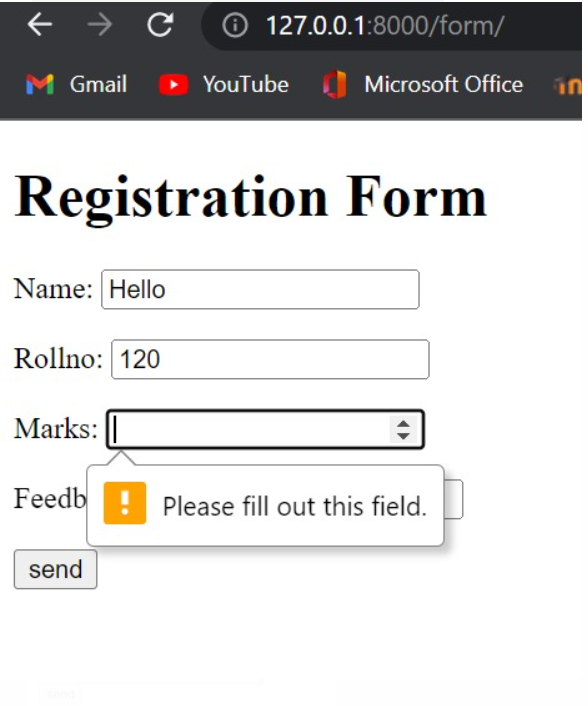 127.0.0.1:8000/form/
Gmail YouTube Microsoft Office in
Registration Form
Name: Hello
Rollno: 120
Marks:
Feedb
Please fill out this field.
send